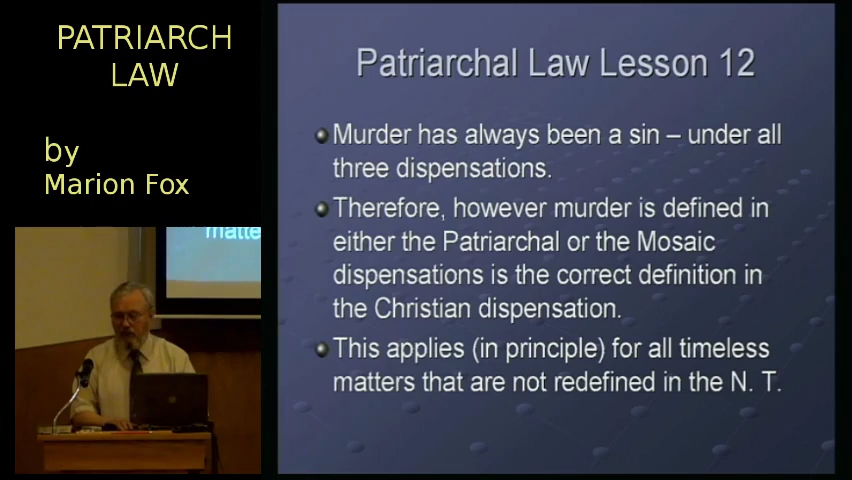 PATRIARCH
LAW
by
Marion Fox
matte
Patriarchal Law Lesson 12
Murder has always been a sin – under all
three dispensations.
Therefore, however murder is defined in
either the Patriarchal or the Mosaic
dispensations is the correct definition in
the Christian dispensation.
This applies (in principle) for all timeless
matters that are not redefined in the N. T.